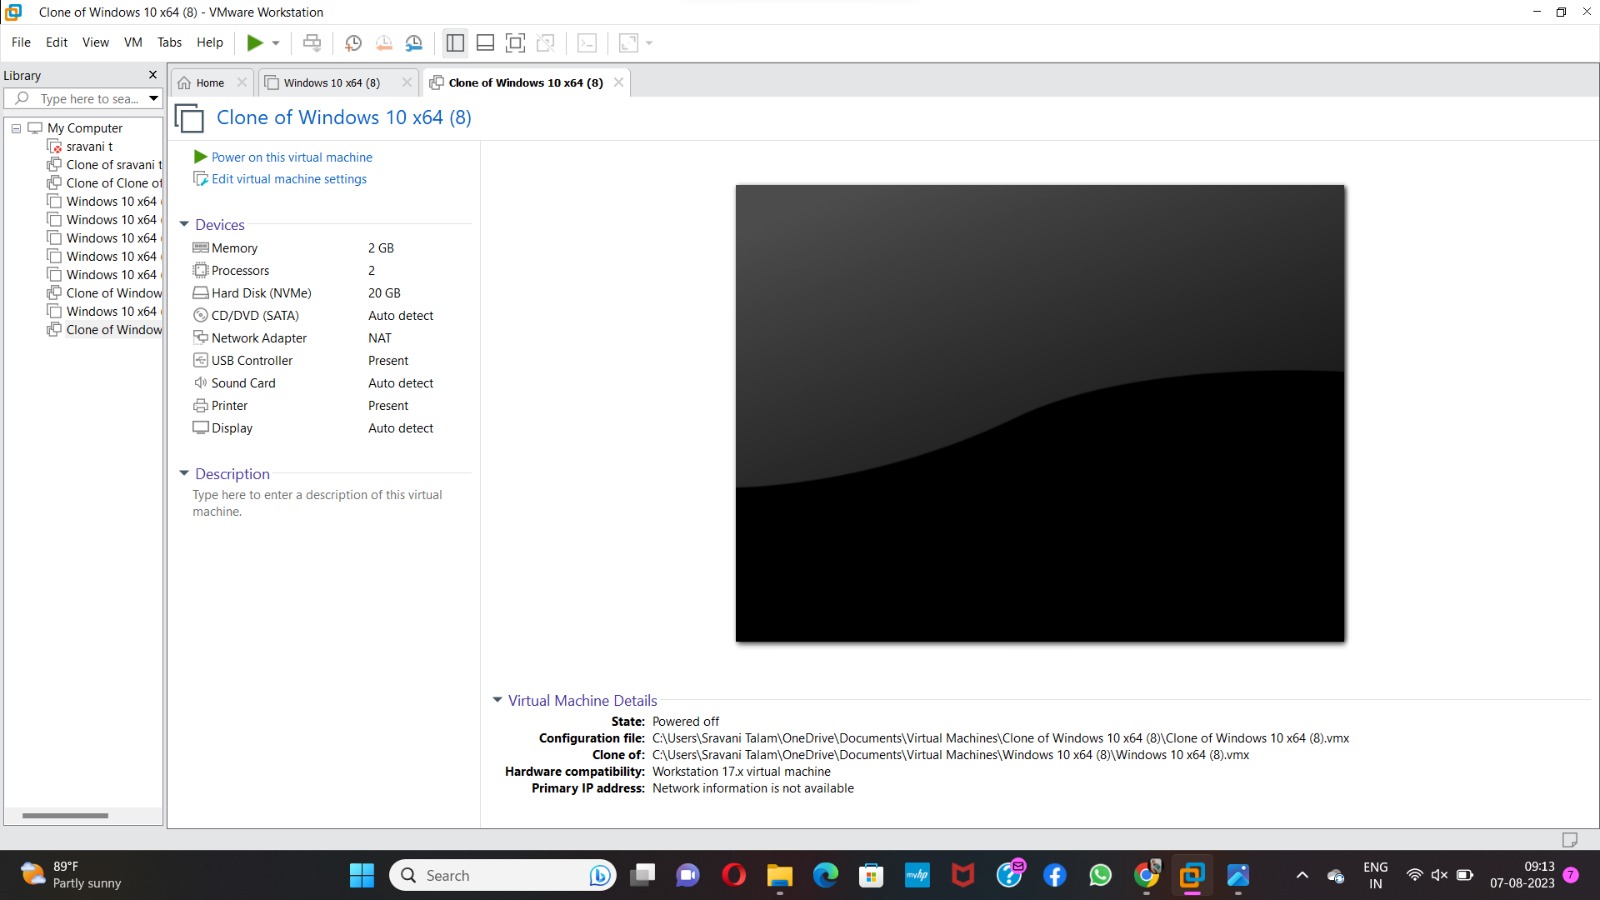 Clone of Windows 10 x64 (8) - VMware Workstation
File Edit View VM Tabs Help
Library
Type here to sea...
Home
Windows 10 x64 (8)
Clone of Windows 10 x64 (8)
My Computer
sravani t
Clone of sravani t
Clone of Clone of
Windows 10 x64
Windows 10 x64
Windows 10 x64
Windows 10 x64
Windows 10 x64
Clone of Window
Windows 10 x64
Clone of Window
Clone of Windows 10 x64 (8)
Power on this virtual machine
Edit virtual machine settings
Devices
Memory 2 GB
Processors 2
Hard Disk (NVMe) 20 GB
CD/DVD (SATA) Auto detect
Network Adapter NAT
USB Controller Present
Sound Card Auto detect
Printer Present
Display Auto detect
Description
Type here to enter a description of this virtual
machine.
Virtual Machine Details
State: Powered off
Configuration file: C:\Users\Sravani Talam\OneDrive\Documents\Virtual Machines\Clone of Windows 10 x64 (8)\Clone of Windows 10 x64 (8).vmx
Clone of: C:\Users\Sravani Talam\OneDrive\Documents\Virtual Machines\Windows 10 x64 (8)\Windows 10 x64 (8).vmx
Hardware compatibility: Workstation 17.x virtual machine
Primary IP address: Network information is not available
89°F
Partly sunny
Search
myhp
ENG
IN
09:13
07-08-2023
7